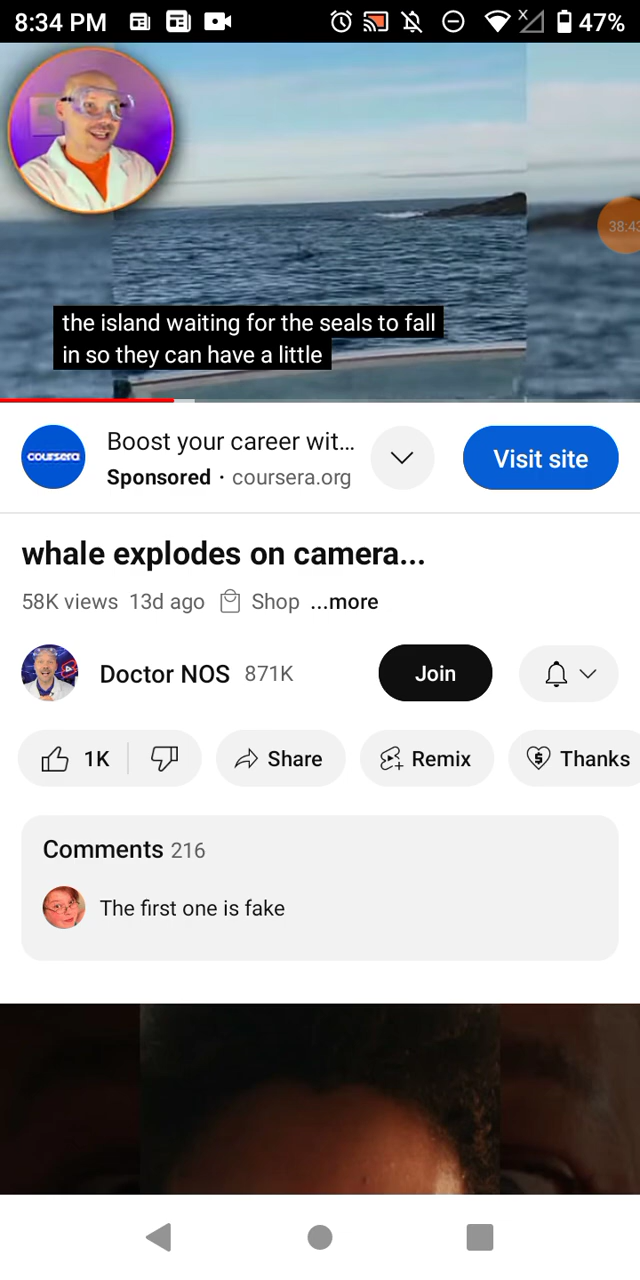 8:34 PM
47%
38:43
the island waiting for the seals to fall
in so they can have a little
coursera
Boost your career wit...
Sponsored · coursera.org
Visit site
whale explodes on camera...
58K views 13d ago Shop ...more
Doctor NOS 871K
Join
1K
Share
Remix
Thanks
Comments 216
The first one is fake